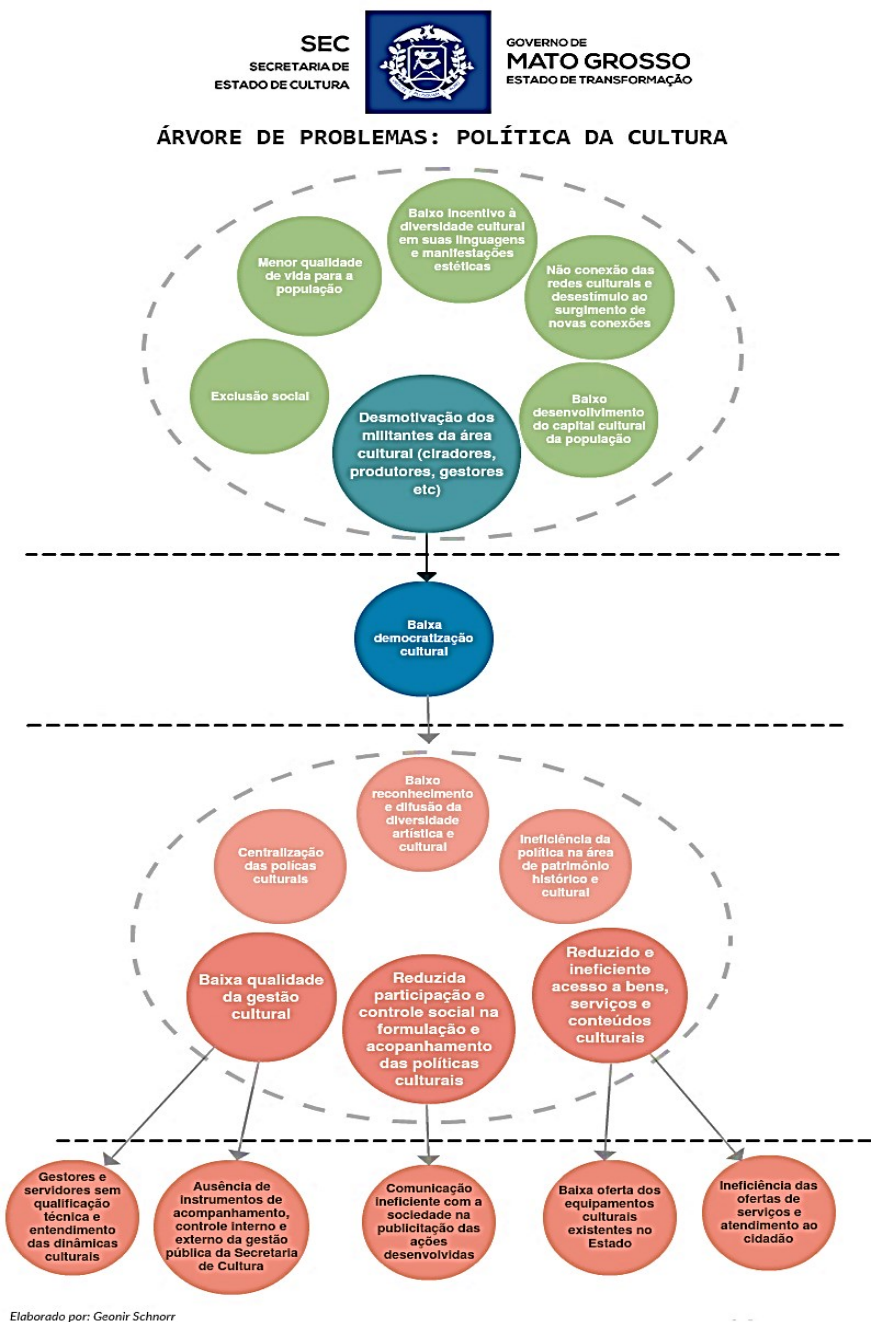 SEC
SECRETARIA DE
ESTADO DE CULTURA
GOVERNO DE
MATO GROSSO
ESTADO DE TRANSFORMAÇÃO
ÁRVORE DE PROBLEMAS: POLÍTICA DA CULTURA
Baixo Incentivo à
diversidade cultural
em suas linguagens
e manifestações
estéticas
Menor qualidade
de vida para a
população
Não conexão das
redes culturais e
desestímulo ao
surgimento de
novas conexões
Exclusão social
Desmotivação dos
militantes da área
cultural (ciradores,
produtores, gestores
etc)
Baixo
desenvolvimento
do capital cultural
da população
Baixa
democratização
cultural
Baixo
reconhecimento
e difusão da
diversidade
artística e
cultural
Centralização
das polícas
culturais
Ineficiência da
política na área
de patrimônio
histórico e
cultural
Baixa qualidade
da gestão
cultural
Reduzida
participação e
controle social na
formulação e
acopanhamento
das políticas
culturais
Reduzido e
ineficiente
acesso a bens,
serviços e
conteúdos
culturais
Gestores e
servidores sem
qualificação
técnica e
entendimento
das dinâmicas
culturais
Ausência de
instrumentos de
acompanhamento,
controle interno e
externo da gestão
pública da Secretaria
de Cultura
Comunicação
ineficiente com a
sociedade na
publicitação das
ações
desenvolvidas
Baixa oferta dos
equipamentos
culturais
existentes no
Estado
Ineficiência das
ofertas de
serviços e
atendimento ao
cidadão
Elaborado por: Geonir Schnorr